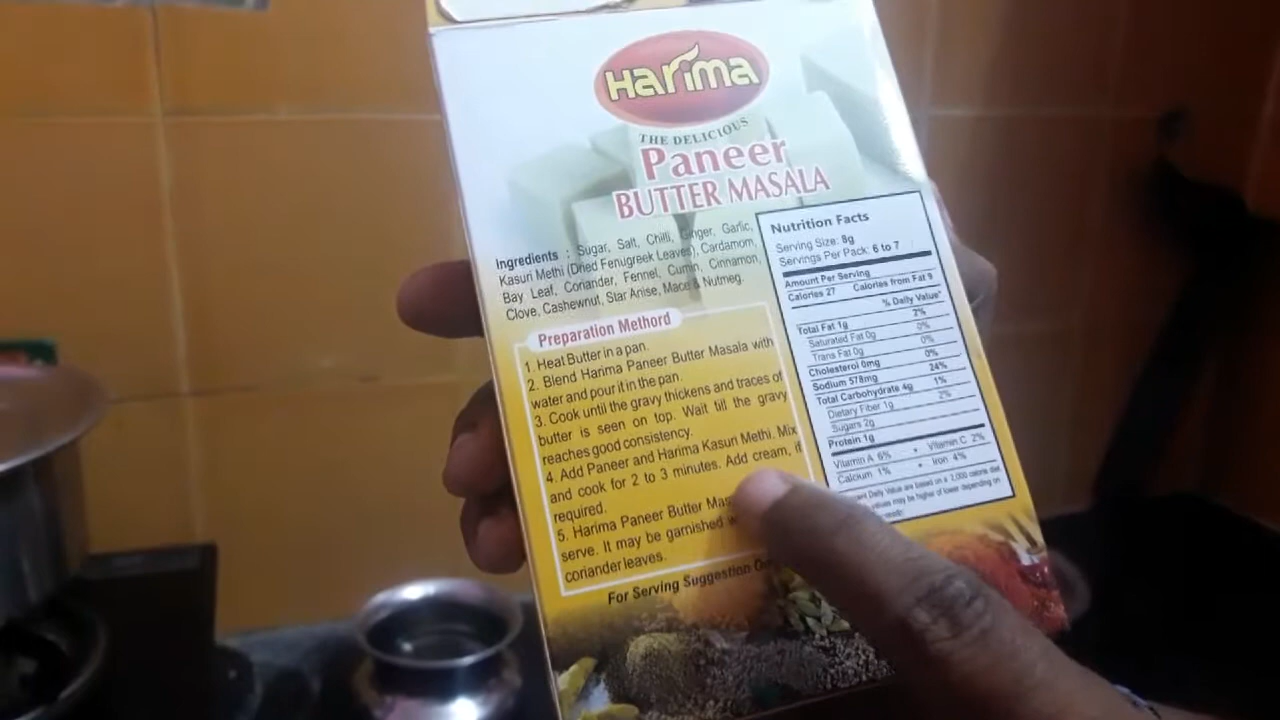 Harima
THE DELICIOUS
Paneer
BUTTER MASALA
Ingredients : Sugar, Salt, Chilli, Ginger, Garlic,
Kasuri Methi (Dried Fenugreek Leaves), Cardamom,
Bay Leaf, Coriander, Fennel, Cumin, Cinnamon,
Clove, Cashewnut, Star Anise, Mace & Nutmeg.
Preparation Methord
1. Heat Butter in a pan.
2. Blend Harima Paneer Butter Masala with
water and pour it in the pan.
3. Cook until the gravy thickens and traces of
butter is seen on top. Wait till the gravy
reaches good consistency.
4. Add Paneer and Harima Kasuri Methi. Mix
and cook for 2 to 3 minutes. Add cream, if
required.
5. Harima Paneer Butter
serve. It may be garnished
coriander leaves.
For Serving Suggestion
Nutrition Facts
Serving Size: 8g
Servings Per Pack: 6 to 7
Amount Per Serving
Calories 27 Calories from Fat 9
% Daily Value*
Total Fat 1g 2%
Saturated Fat 0g 0%
Trans Fat 0g 0%
Cholesterol 0mg 0%
Sodium 578mg 24%
Total Carbohydrate 4g 1%
Dietary Fiber 1g 2%
Sugars 2g
Protein 1g
Vitamin A 6% • Vitamin C 2%
Calcium 1% • Iron 4%
Daily Value are based on a 2,000 calorie diet
values may be higher of lower depending on